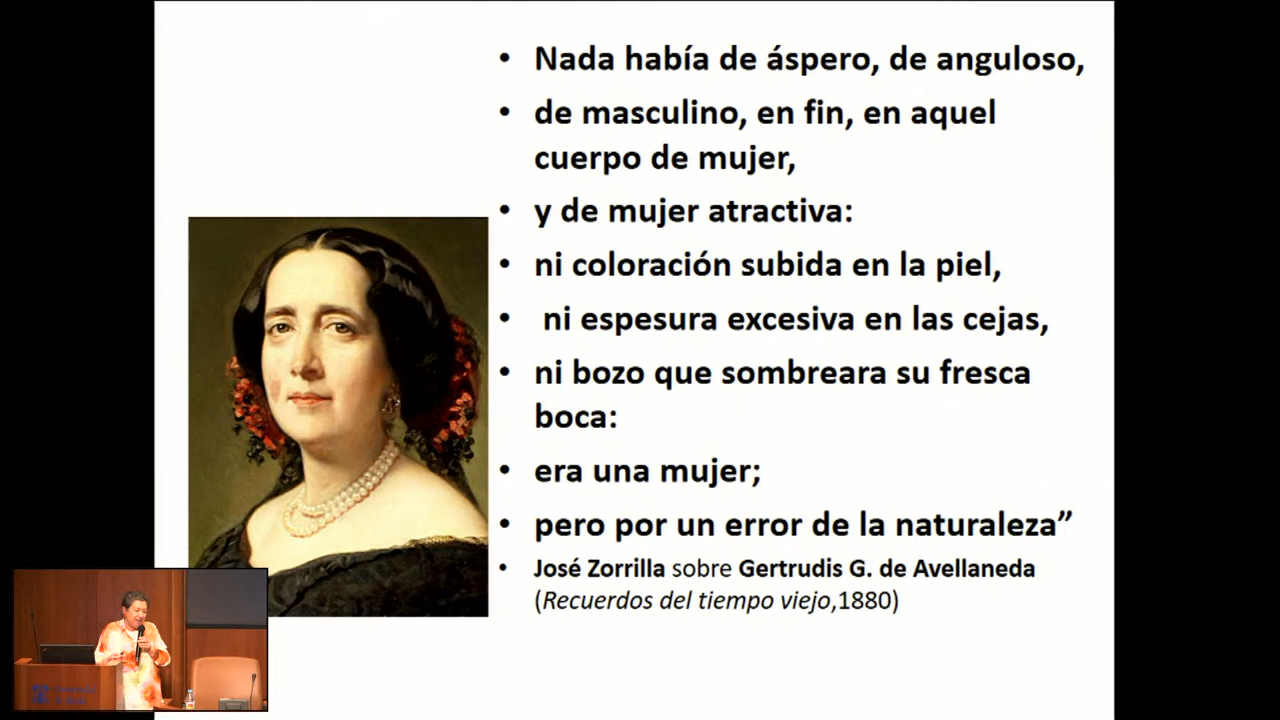 • Nada había de áspero, de anguloso,
• de masculino, en fin, en aquel
cuerpo de mujer,
• y de mujer atractiva:
• ni coloración subida en la piel,
• ni espesura excesiva en las cejas,
• ni bozo que sombreara su fresca
boca:
• era una mujer;
• pero por un error de la naturaleza”
• José Zorrilla sobre Gertrudis G. de Avellaneda
(Recuerdos del tiempo viejo,1880)